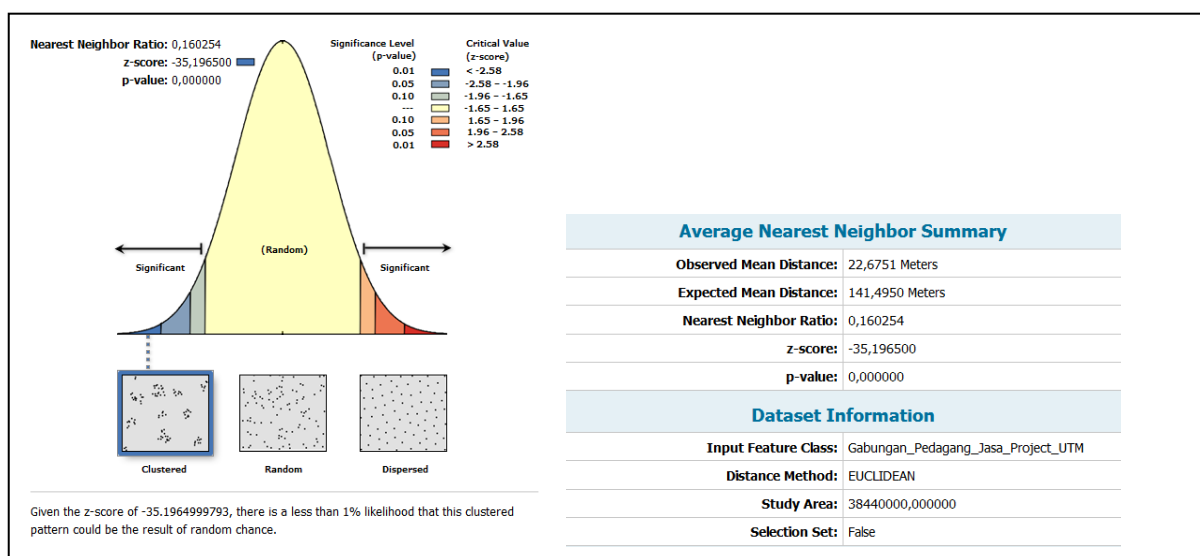 Nearest Neighbor Ratio: 0,160254
z-score: -35,196500
p-value: 0,000000
Significance Level Critical Value
(p-value) (z-score)
0.01 < -2.58
0.05 -2.58 – -1.96
0.10 -1.96 – -1.65
--- -1.65 – 1.65
0.10 1.65 – 1.96
0.05 1.96 – 2.58
0.01 > 2.58
(Random)
Significant Significant
Clustered Random Dispersed
Given the z-score of -35.1964999793, there is a less than 1% likelihood that this clustered
pattern could be the result of random chance.
Average Nearest Neighbor Summary
Observed Mean Distance: 22,6751 Meters
Expected Mean Distance: 141,4950 Meters
Nearest Neighbor Ratio: 0,160254
z-score: -35,196500
p-value: 0,000000
Dataset Information
Input Feature Class: Gabungan_Pedagang_Jasa_Project_UTM
Distance Method: EUCLIDEAN
Study Area: 38440000,000000
Selection Set: False